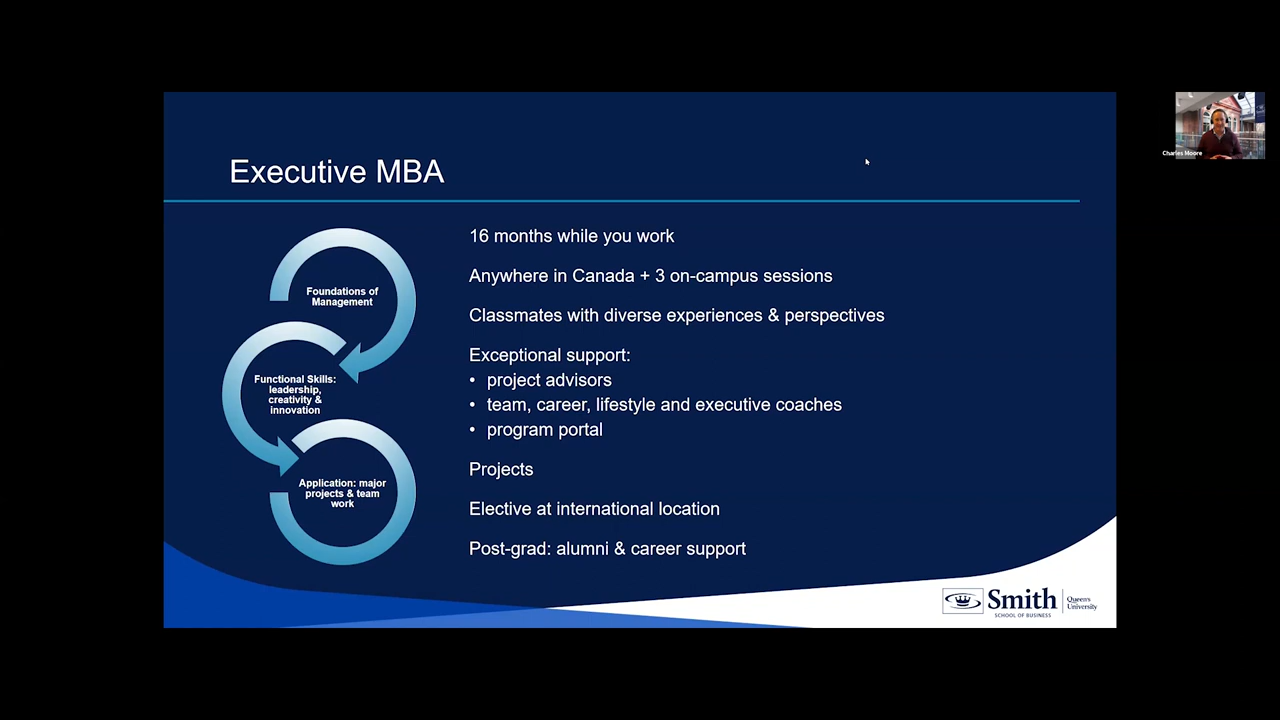 Executive MBA
Foundations of
Management
Functional Skills:
leadership,
creativity &
innovation
Application: major
projects & team
work
16 months while you work
Anywhere in Canada + 3 on-campus sessions
Classmates with diverse experiences & perspectives
Exceptional support:
• project advisors
• team, career, lifestyle and executive coaches
• program portal
Projects
Elective at international location
Post-grad: alumni & career support
Smith
SCHOOL OF BUSINESS
Queen's
University
Charles Moore